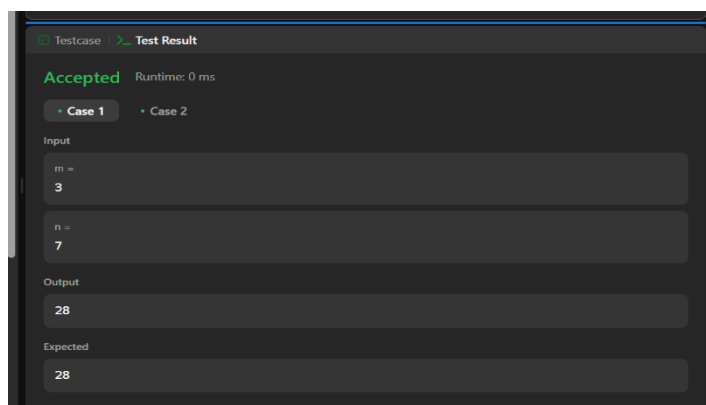 Testcase >_ Test Result
Accepted Runtime: 0 ms
• Case 1 • Case 2
Input
m =
3
n =
7
Output
28
Expected
28